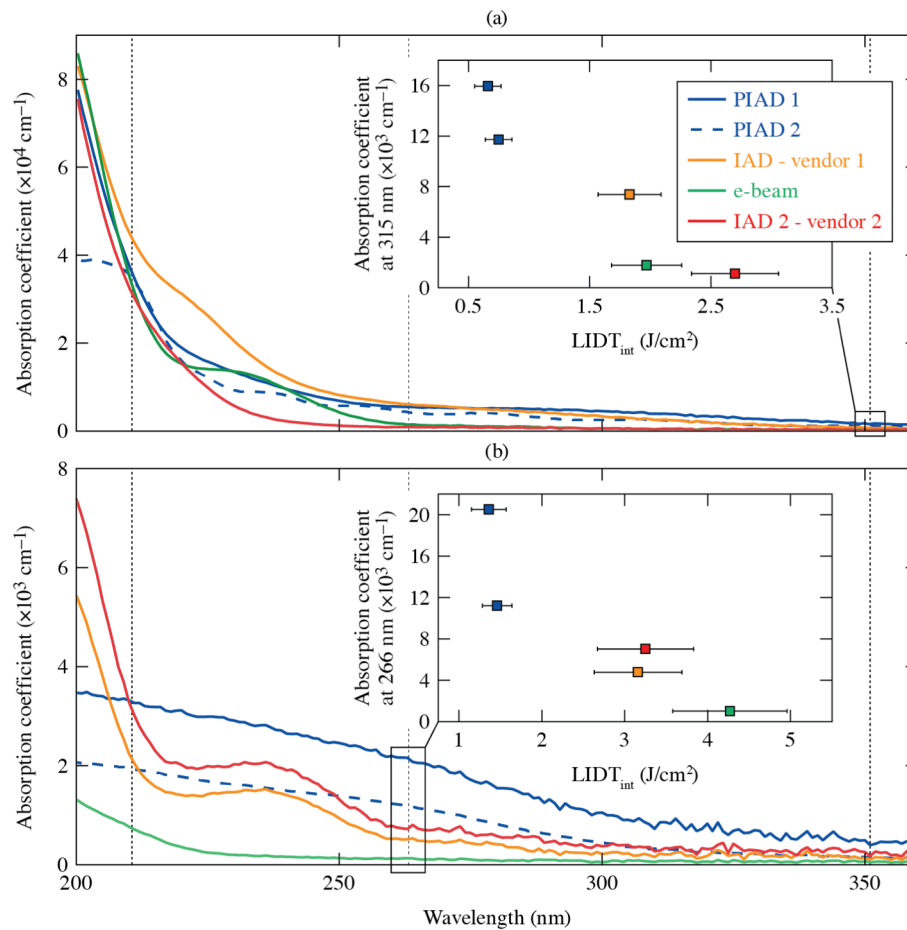 (a)
Absorption coefficient (×10⁴ cm⁻¹)
8
6
4
2
0
Absorption coefficient
at 315 nm (×10³ cm⁻¹)
16
12
8
4
0
0.5 1.5 2.5 3.5
LIDT_int (J/cm²)
PIAD 1
PIAD 2
IAD - vendor 1
e-beam
IAD 2 - vendor 2
(b)
Absorption coefficient (×10³ cm⁻¹)
8
6
4
2
0
Absorption coefficient
at 266 nm (×10³ cm⁻¹)
20
16
12
8
4
0
1 2 3 4 5
LIDT_int (J/cm²)
200 250 300 350
Wavelength (nm)